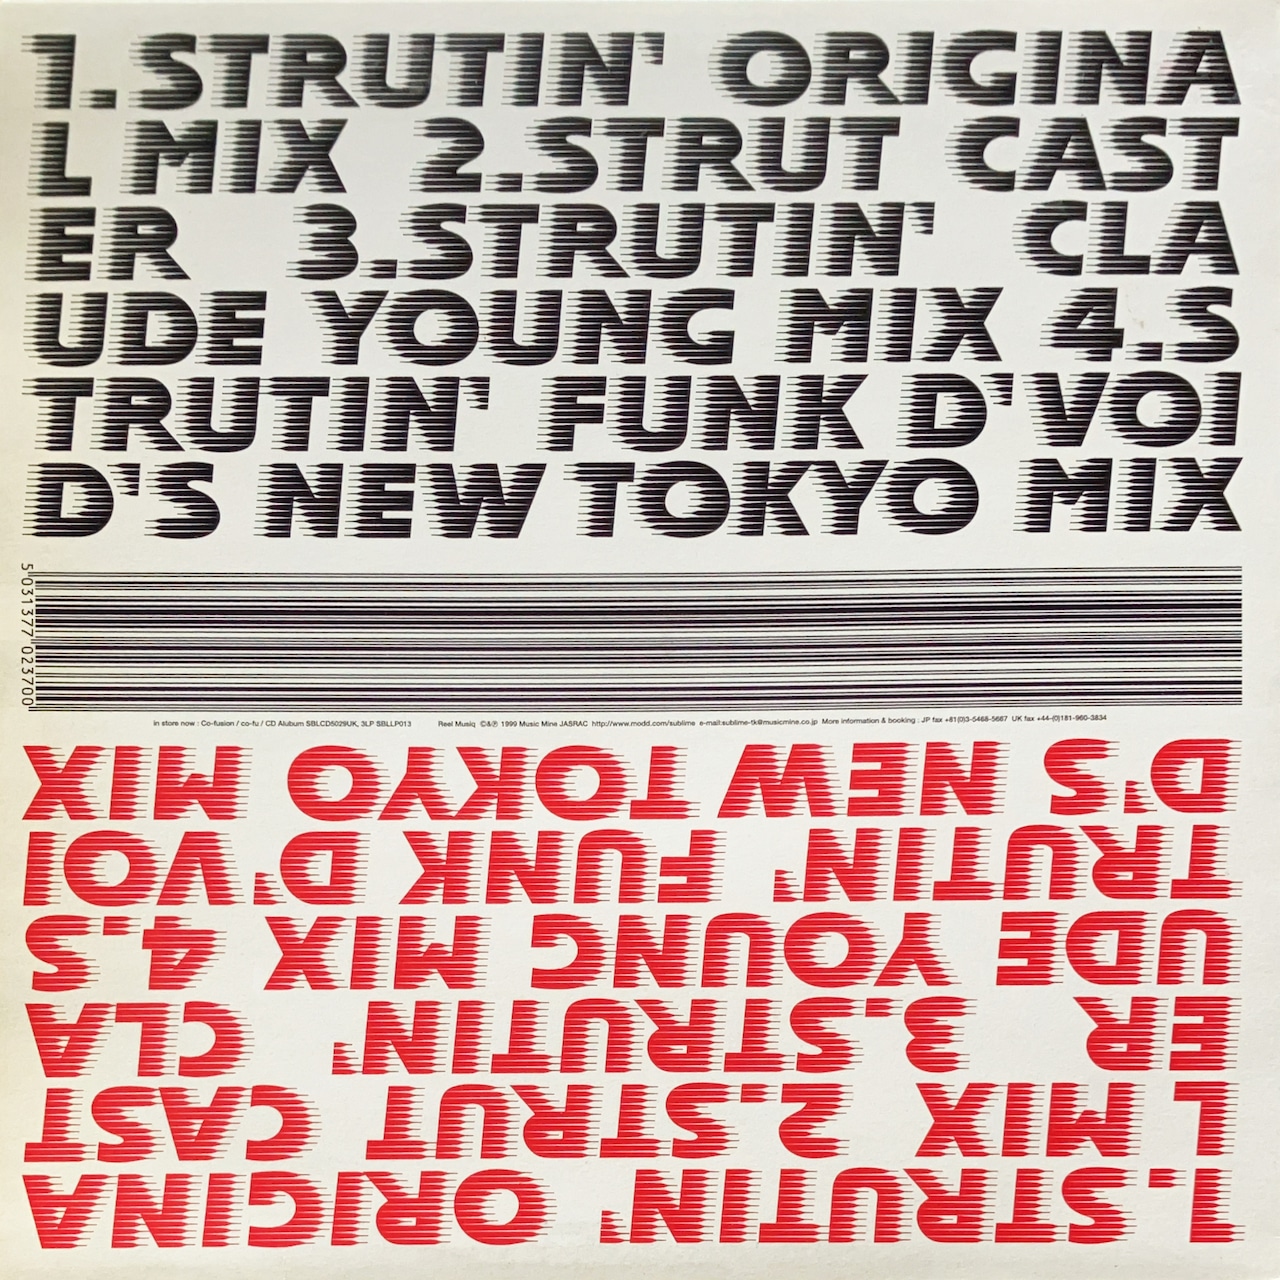 1.STRUTIN' ORIGINA
L MIX 2.STRUT CAST
ER 3.STRUTIN' CLA
UDE YOUNG MIX 4.S
TRUTIN' FUNK D'VOI
D'S NEW TOKYO MIX
5 031377 023700
in store now : Co-fusion / co-fu / CD Alubum SBLCD5029UK, 3LP SBLLP013 Reel Musiq ©&℗ 1999 Music Mine JASRAC http://www.modd.com/sublime e-mail:sublime-tk@musicmine.co.jp More information & booking : JP fax +81(0)3-5468-5667 UK fax +44-(0)181-960-3834
1.STRUTIN' ORIGINA
L MIX 2.STRUT CAST
ER 3.STRUTIN' CLA
UDE YOUNG MIX 4.S
TRUTIN' FUNK D'VOI
D'S NEW TOKYO MIX